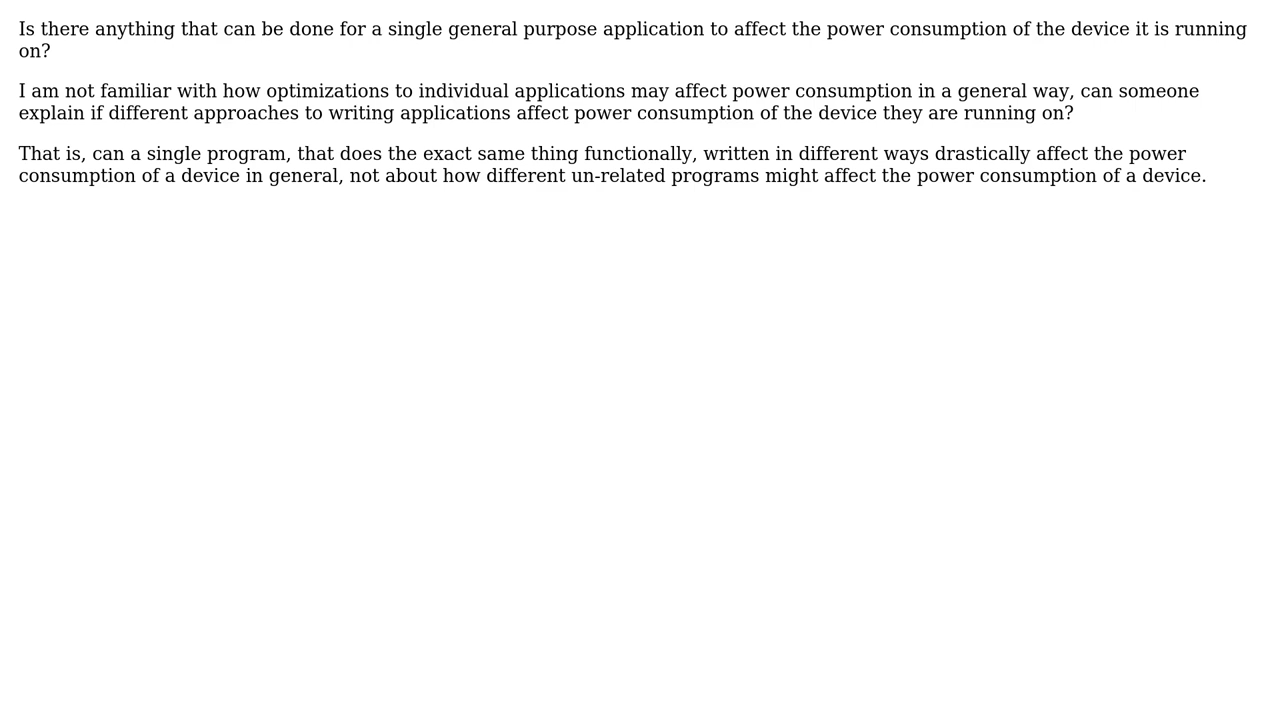 Is there anything that can be done for a single general purpose application to affect the power consumption of the device it is running
on?
I am not familiar with how optimizations to individual applications may affect power consumption in a general way, can someone
explain if different approaches to writing applications affect power consumption of the device they are running on?
That is, can a single program, that does the exact same thing functionally, written in different ways drastically affect the power
consumption of a device in general, not about how different un-related programs might affect the power consumption of a device.